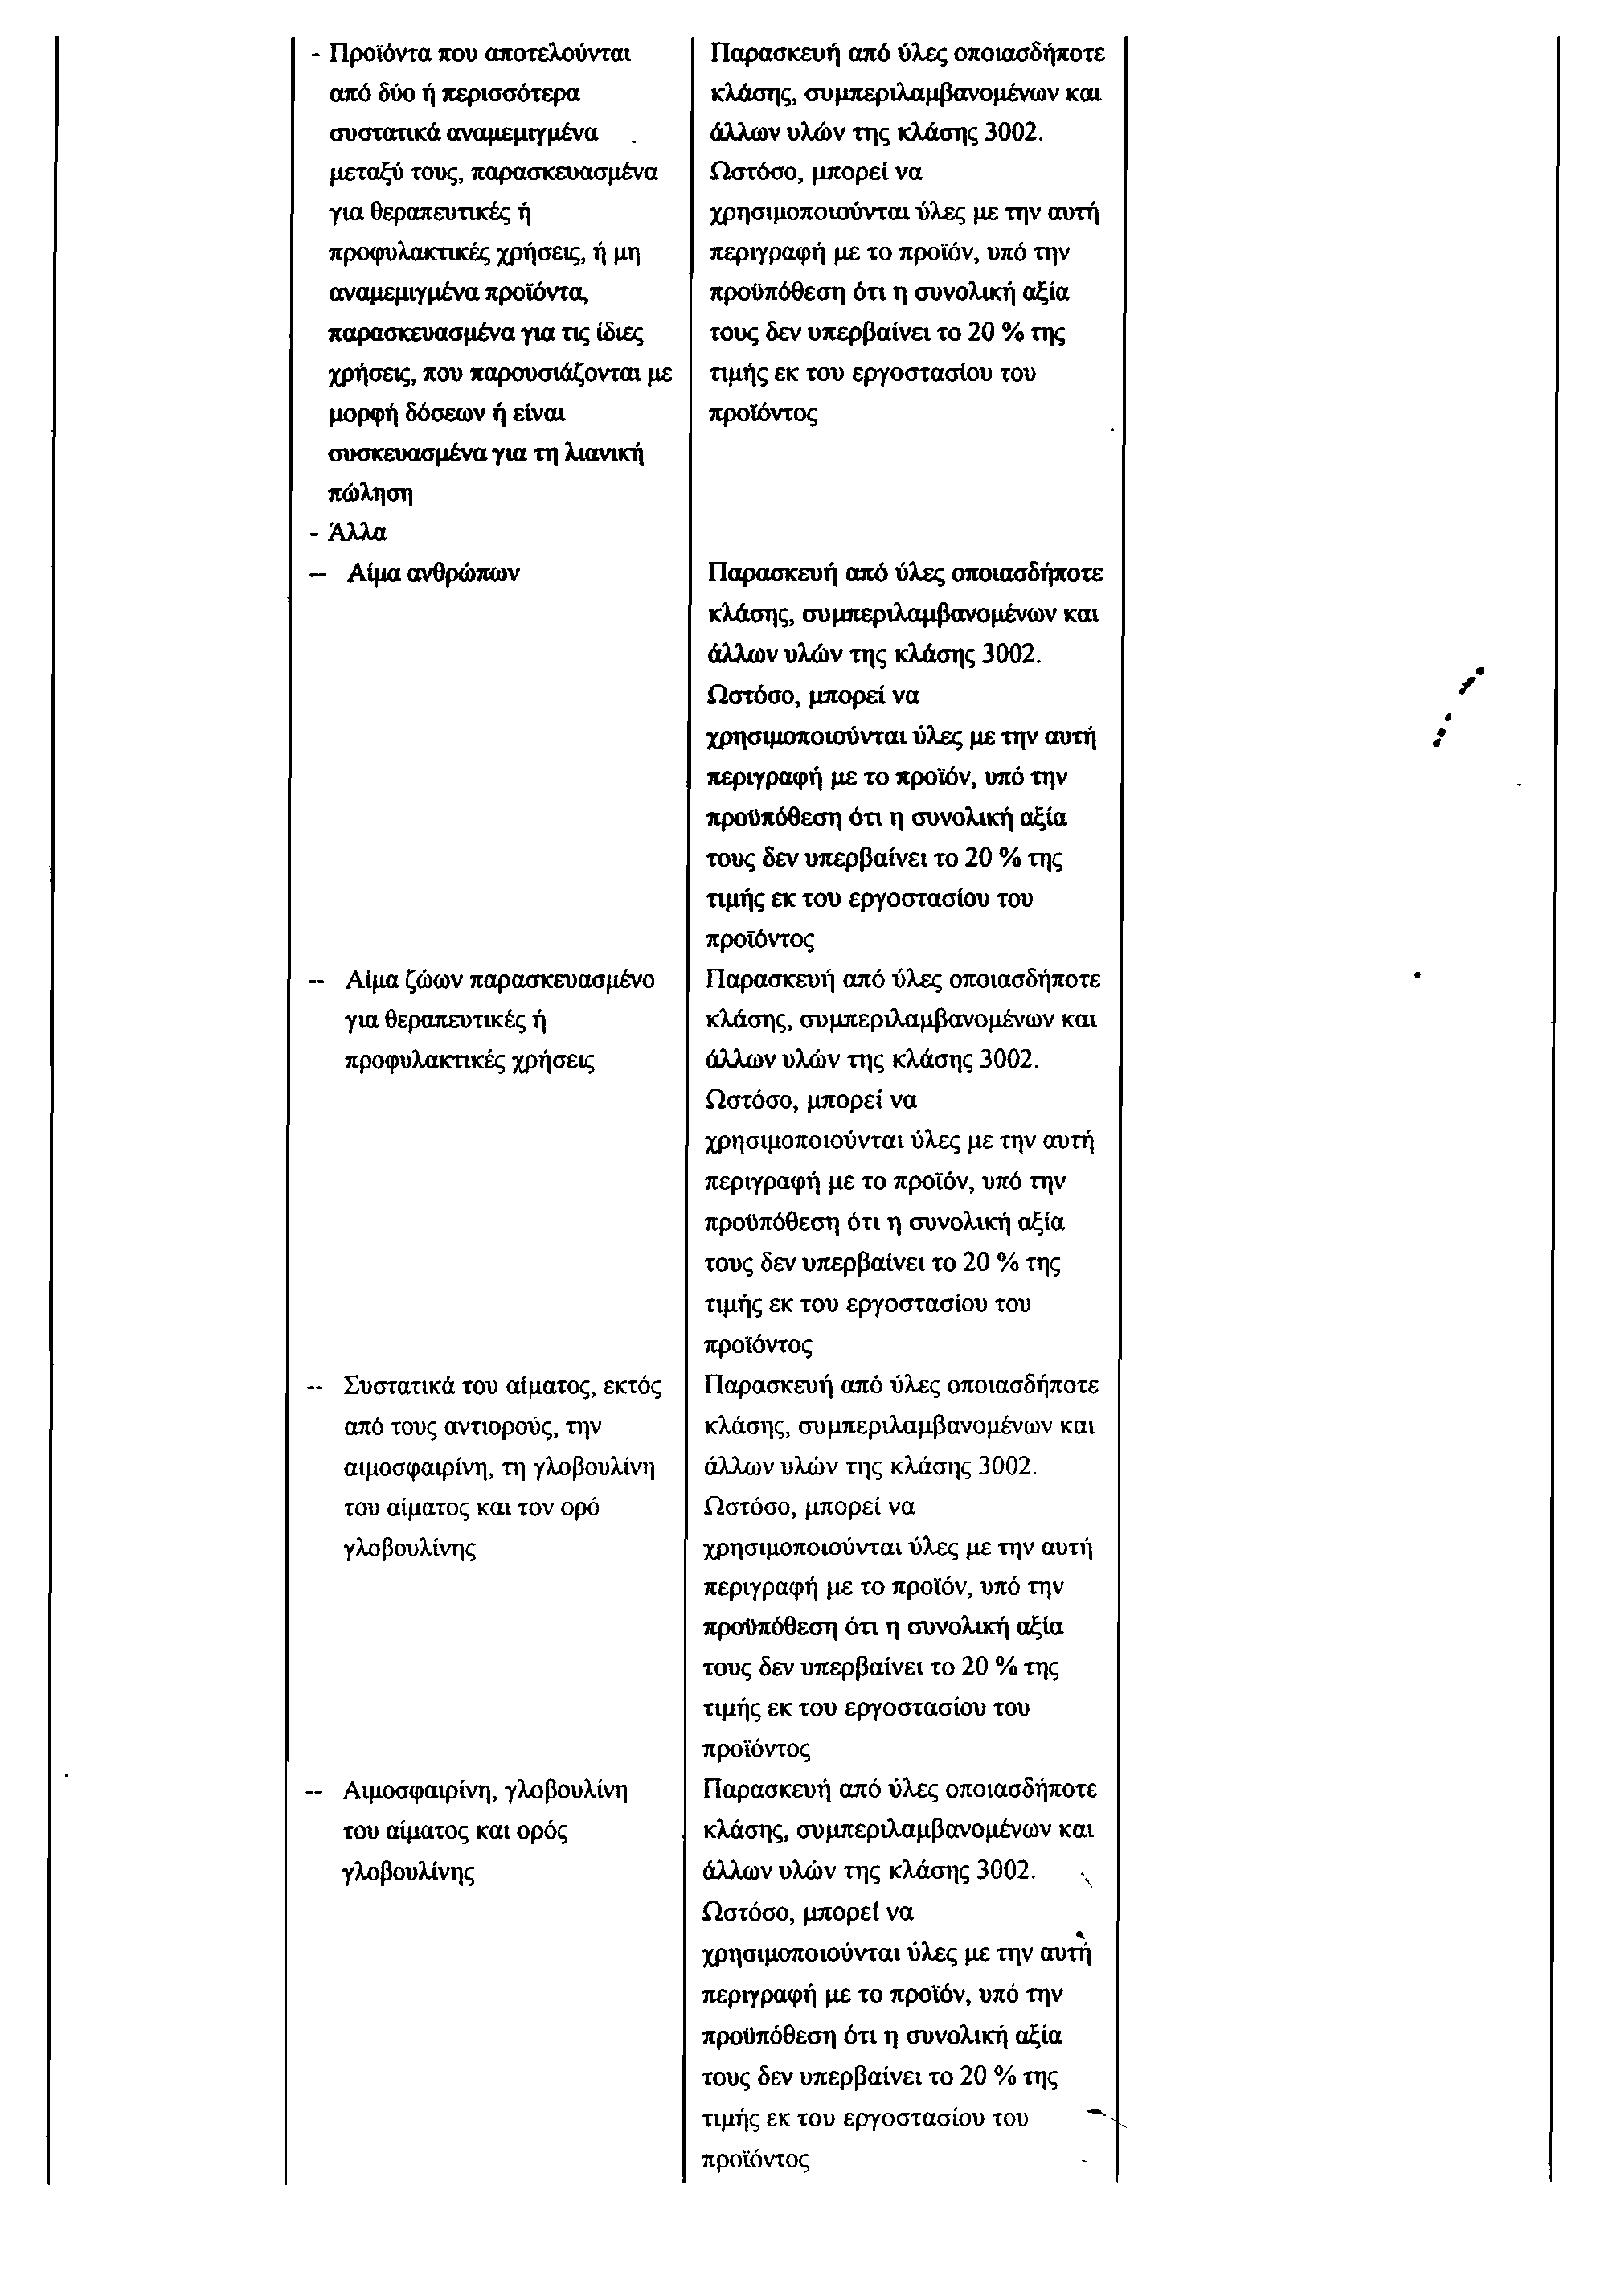 - Προϊόντα που αποτελούνται
από δύο ή περισσότερα
συστατικά αναμεμιγμένα
μεταξύ τους, παρασκευασμένα
για θεραπευτικές ή
προφυλακτικές χρήσεις, ή μη
αναμεμιγμένα προϊόντα,
παρασκευασμένα για τις ίδιες
χρήσεις, που παρουσιάζονται με
μορφή δόσεων ή είναι
συσκευασμένα για τη λιανική
πώληση
Παρασκευή από ύλες οποιασδήποτε
κλάσης, συμπεριλαμβανομένων και
άλλων υλών της κλάσης 3002.
Ωστόσο, μπορεί να
χρησιμοποιούνται ύλες με την αυτή
περιγραφή με το προϊόν, υπό την
προϋπόθεση ότι η συνολική αξία
τους δεν υπερβαίνει το 20 % της
τιμής εκ του εργοστασίου του
προϊόντος
- Άλλα
-- Αίμα ανθρώπων
Παρασκευή από ύλες οποιασδήποτε
κλάσης, συμπεριλαμβανομένων και
άλλων υλών της κλάσης 3002.
Ωστόσο, μπορεί να
χρησιμοποιούνται ύλες με την αυτή
περιγραφή με το προϊόν, υπό την
προϋπόθεση ότι η συνολική αξία
τους δεν υπερβαίνει το 20 % της
τιμής εκ του εργοστασίου του
προϊόντος
-- Αίμα ζώων παρασκευασμένο
για θεραπευτικές ή
προφυλακτικές χρήσεις
Παρασκευή από ύλες οποιασδήποτε
κλάσης, συμπεριλαμβανομένων και
άλλων υλών της κλάσης 3002.
Ωστόσο, μπορεί να
χρησιμοποιούνται ύλες με την αυτή
περιγραφή με το προϊόν, υπό την
προϋπόθεση ότι η συνολική αξία
τους δεν υπερβαίνει το 20 % της
τιμής εκ του εργοστασίου του
προϊόντος
-- Συστατικά του αίματος, εκτός
από τους αντιορούς, την
αιμοσφαιρίνη, τη γλοβουλίνη
του αίματος και τον ορό
γλοβουλίνης
Παρασκευή από ύλες οποιασδήποτε
κλάσης, συμπεριλαμβανομένων και
άλλων υλών της κλάσης 3002.
Ωστόσο, μπορεί να
χρησιμοποιούνται ύλες με την αυτή
περιγραφή με το προϊόν, υπό την
προϋπόθεση ότι η συνολική αξία
τους δεν υπερβαίνει το 20 % της
τιμής εκ του εργοστασίου του
προϊόντος
-- Αιμοσφαιρίνη, γλοβουλίνη
του αίματος και ορός
γλοβουλίνης
Παρασκευή από ύλες οποιασδήποτε
κλάσης, συμπεριλαμβανομένων και
άλλων υλών της κλάσης 3002.
Ωστόσο, μπορεί να
χρησιμοποιούνται ύλες με την αυτή
περιγραφή με το προϊόν, υπό την
προϋπόθεση ότι η συνολική αξία
τους δεν υπερβαίνει το 20 % της
τιμής εκ του εργοστασίου του
προϊόντος